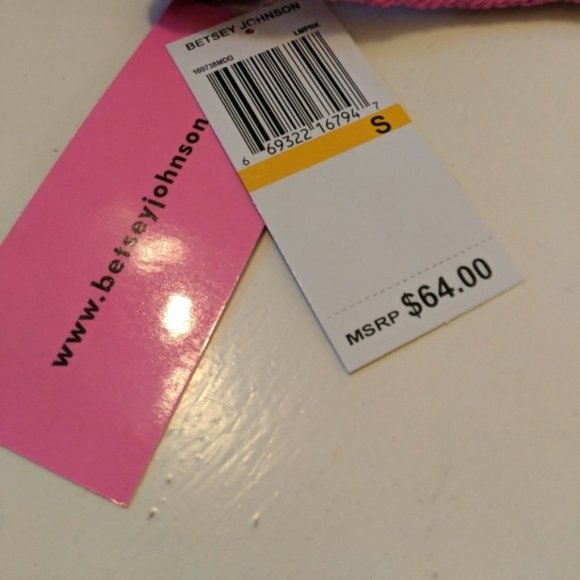 BETSEY JOHNSON
100738MDG LMPNK
6 69322 16794 7
S
MSRP $64.00
www.betseyjohnson